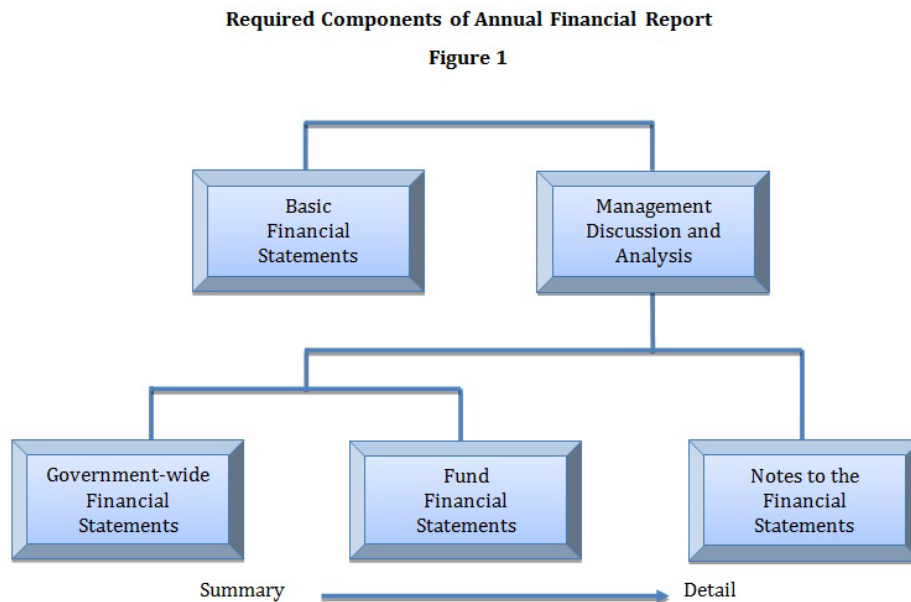 Required Components of Annual Financial Report
Figure 1
Basic
Financial
Statements
Management
Discussion and
Analysis
Government-wide
Financial
Statements
Fund
Financial
Statements
Notes to the
Financial
Statements
Summary
Detail